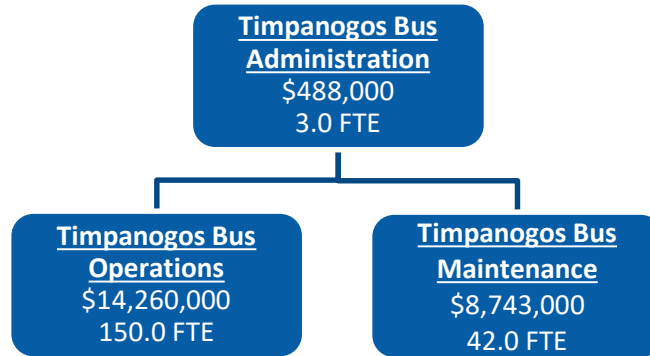 Timpanogos Bus
Administration
$488,000
3.0 FTE
Timpanogos Bus
Operations
$14,260,000
150.0 FTE
Timpanogos Bus
Maintenance
$8,743,000
42.0 FTE